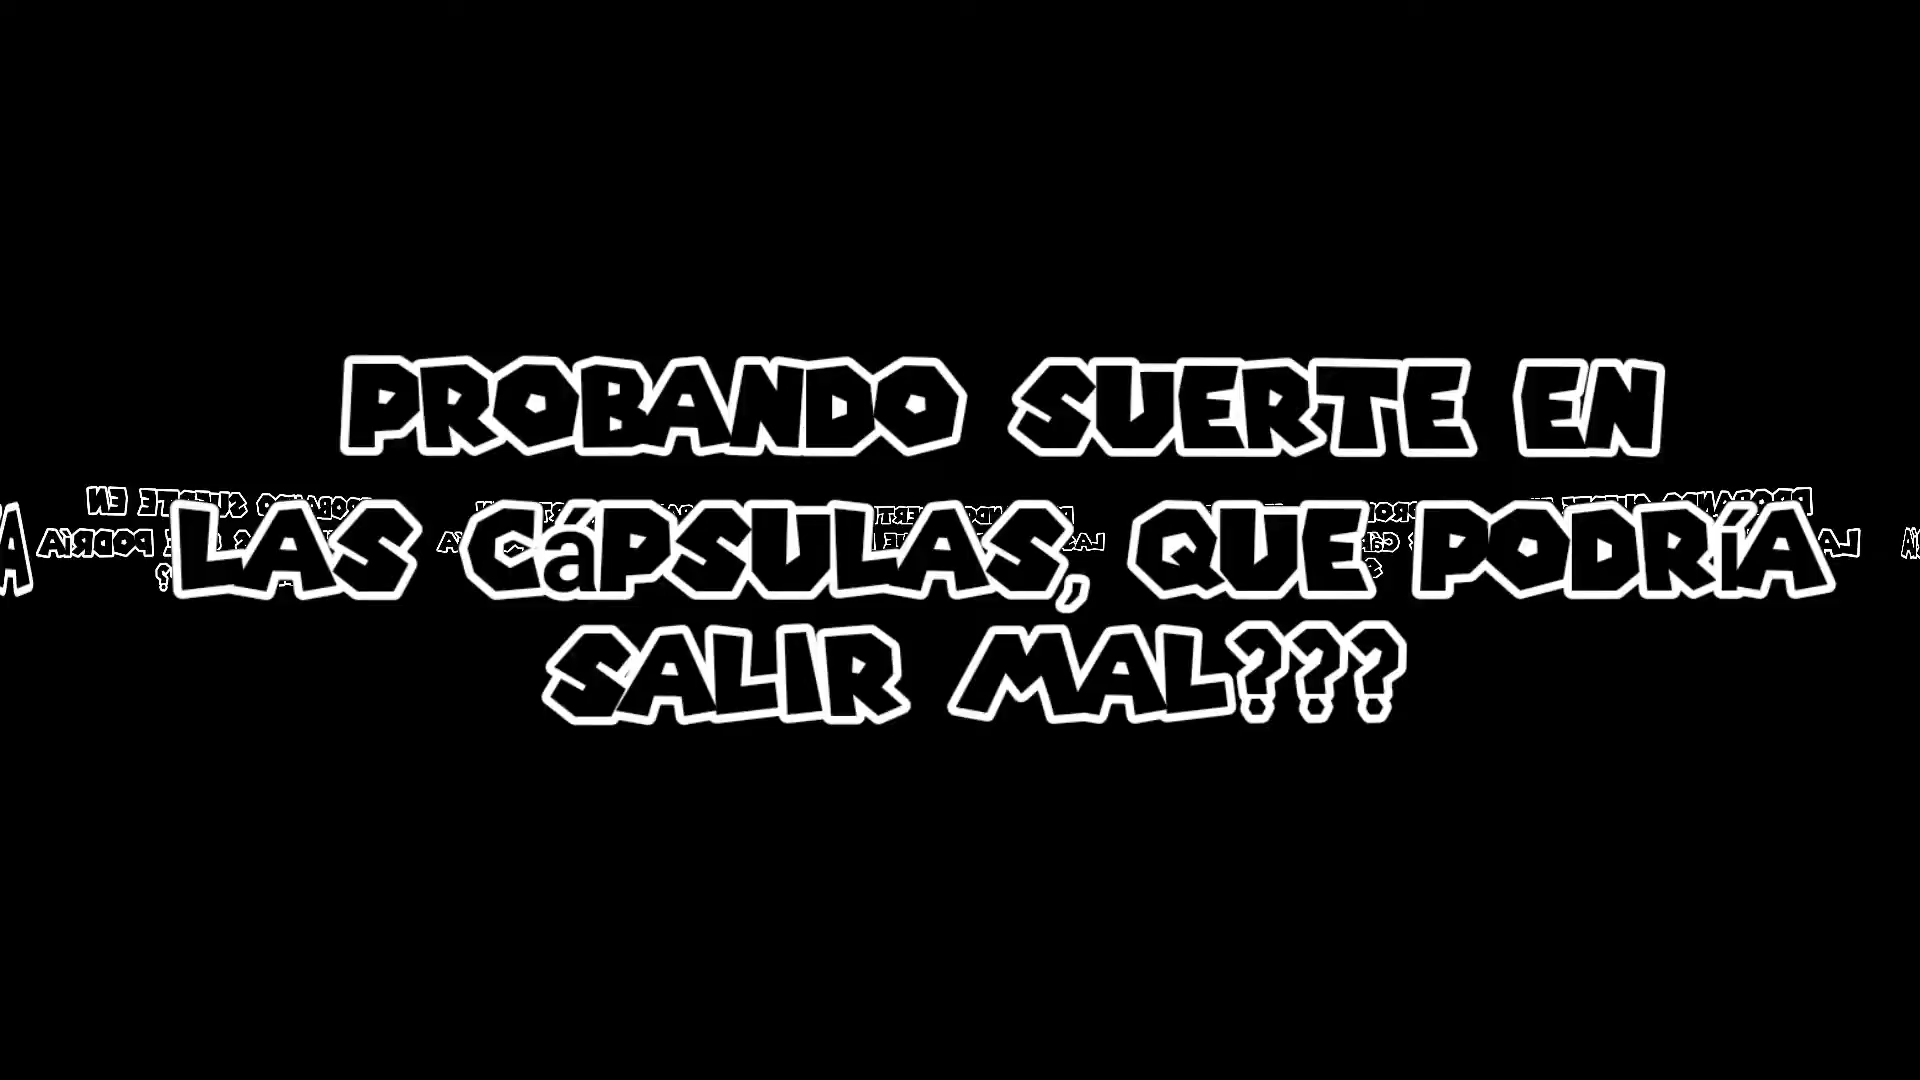 PROBANDO SUERTE EN
LAS CáPSULAS, QUE PODRíA
SALIR MAL???